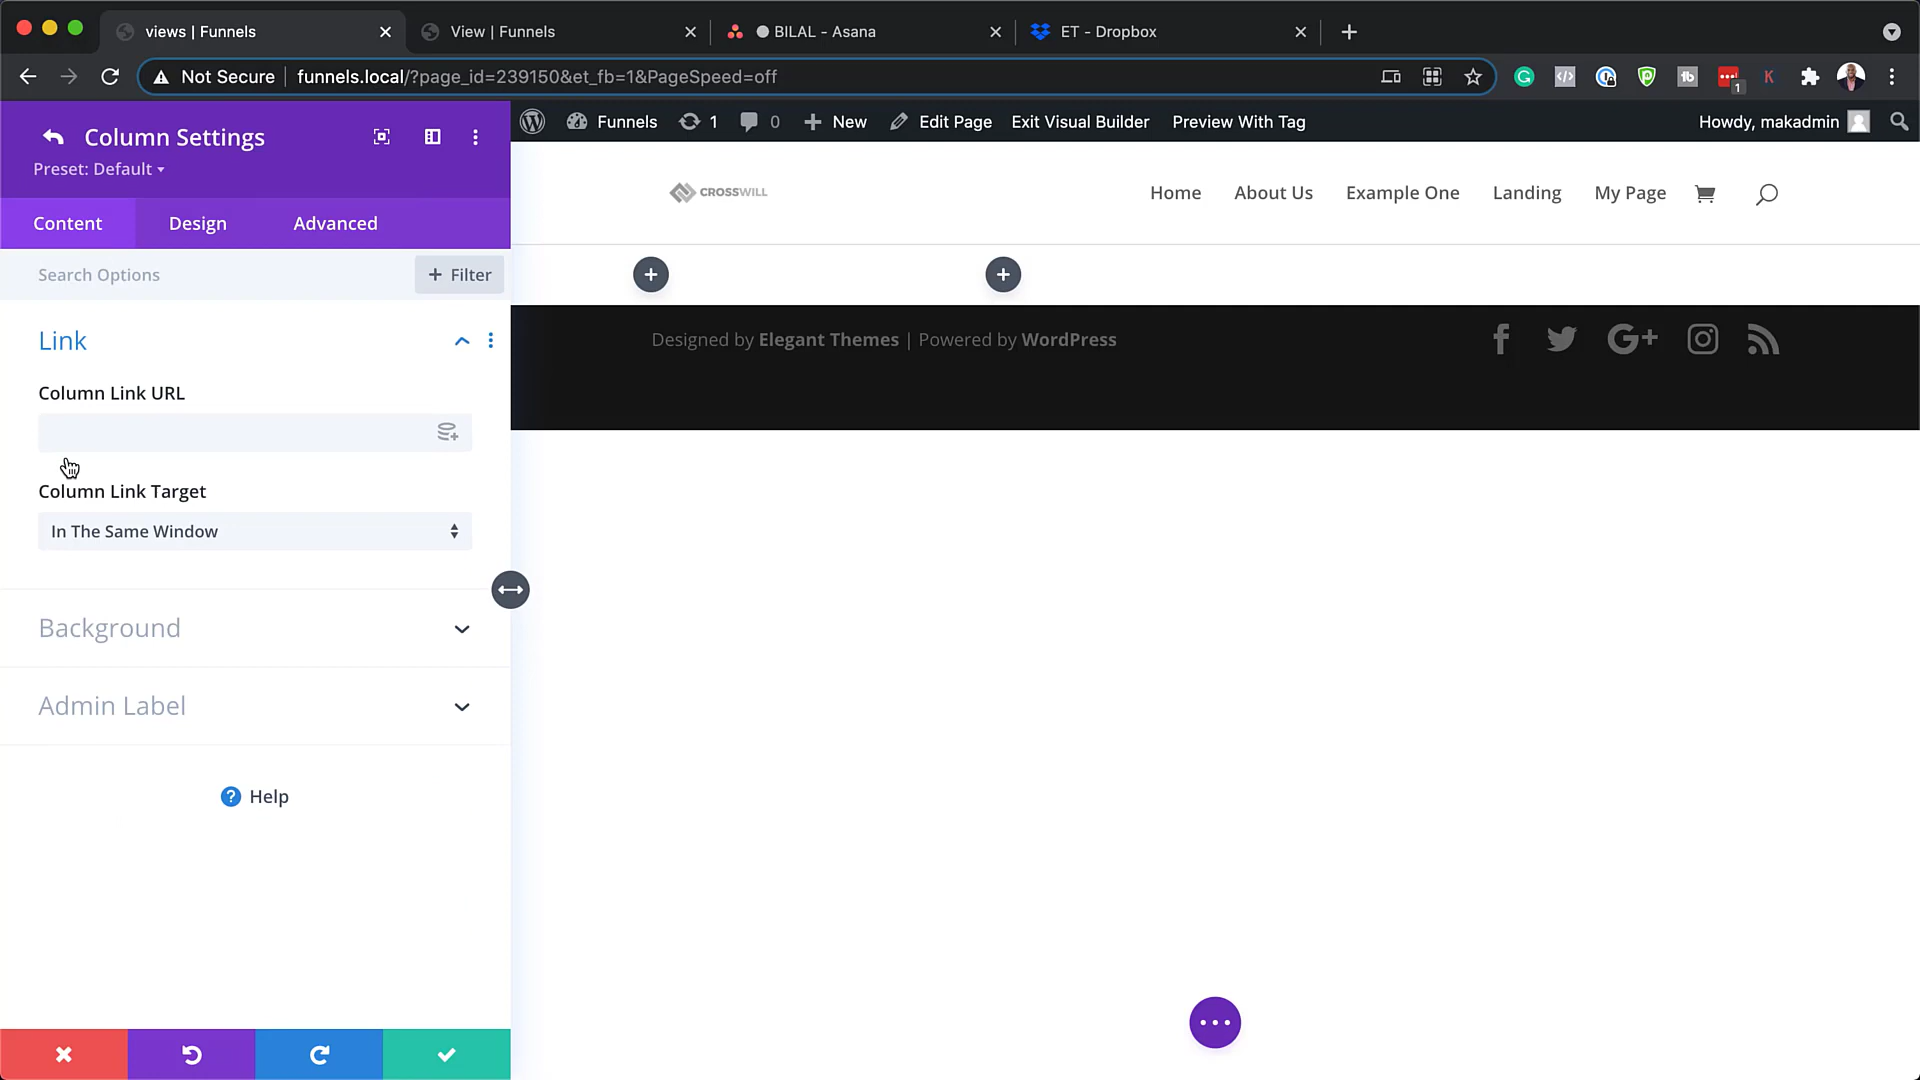 views | Funnels
View | Funnels
BILAL - Asana
ET - Dropbox
Not Secure
funnels.local/?page_id=239150&et_fb=1&PageSpeed=off
1
Column Settings
Preset: Default
Funnels
1
0
New
Edit Page
Exit Visual Builder
Preview With Tag
Howdy, makadmin
CROSSWILL
Home
About Us
Example One
Landing
My Page
Content
Design
Advanced
Search Options
+ Filter
Link
Column Link URL
Column Link Target
In The Same Window
Background
Admin Label
Help
Designed by Elegant Themes | Powered by WordPress